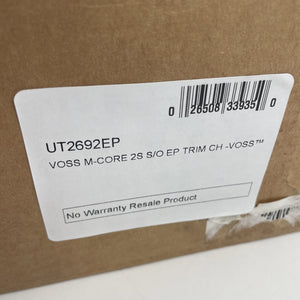 0 26508 33935 0
UT2692EP
VOSS M-CORE 2S S/O EP TRIM CH -VOSS™
No Warranty Resale Product